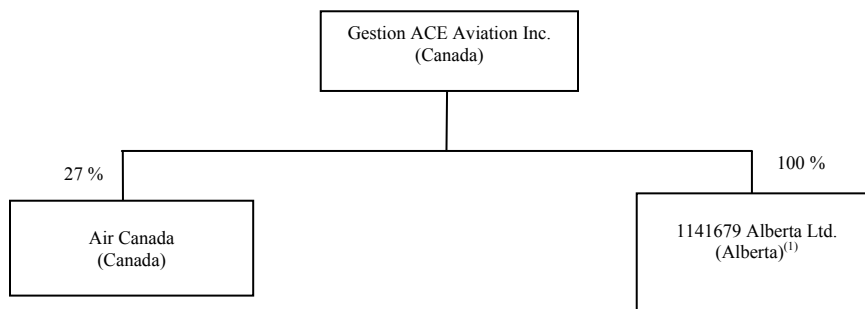 Gestion ACE Aviation Inc.
(Canada)
27 %
100 %
Air Canada
(Canada)
1141679 Alberta Ltd.
(Alberta)(1)